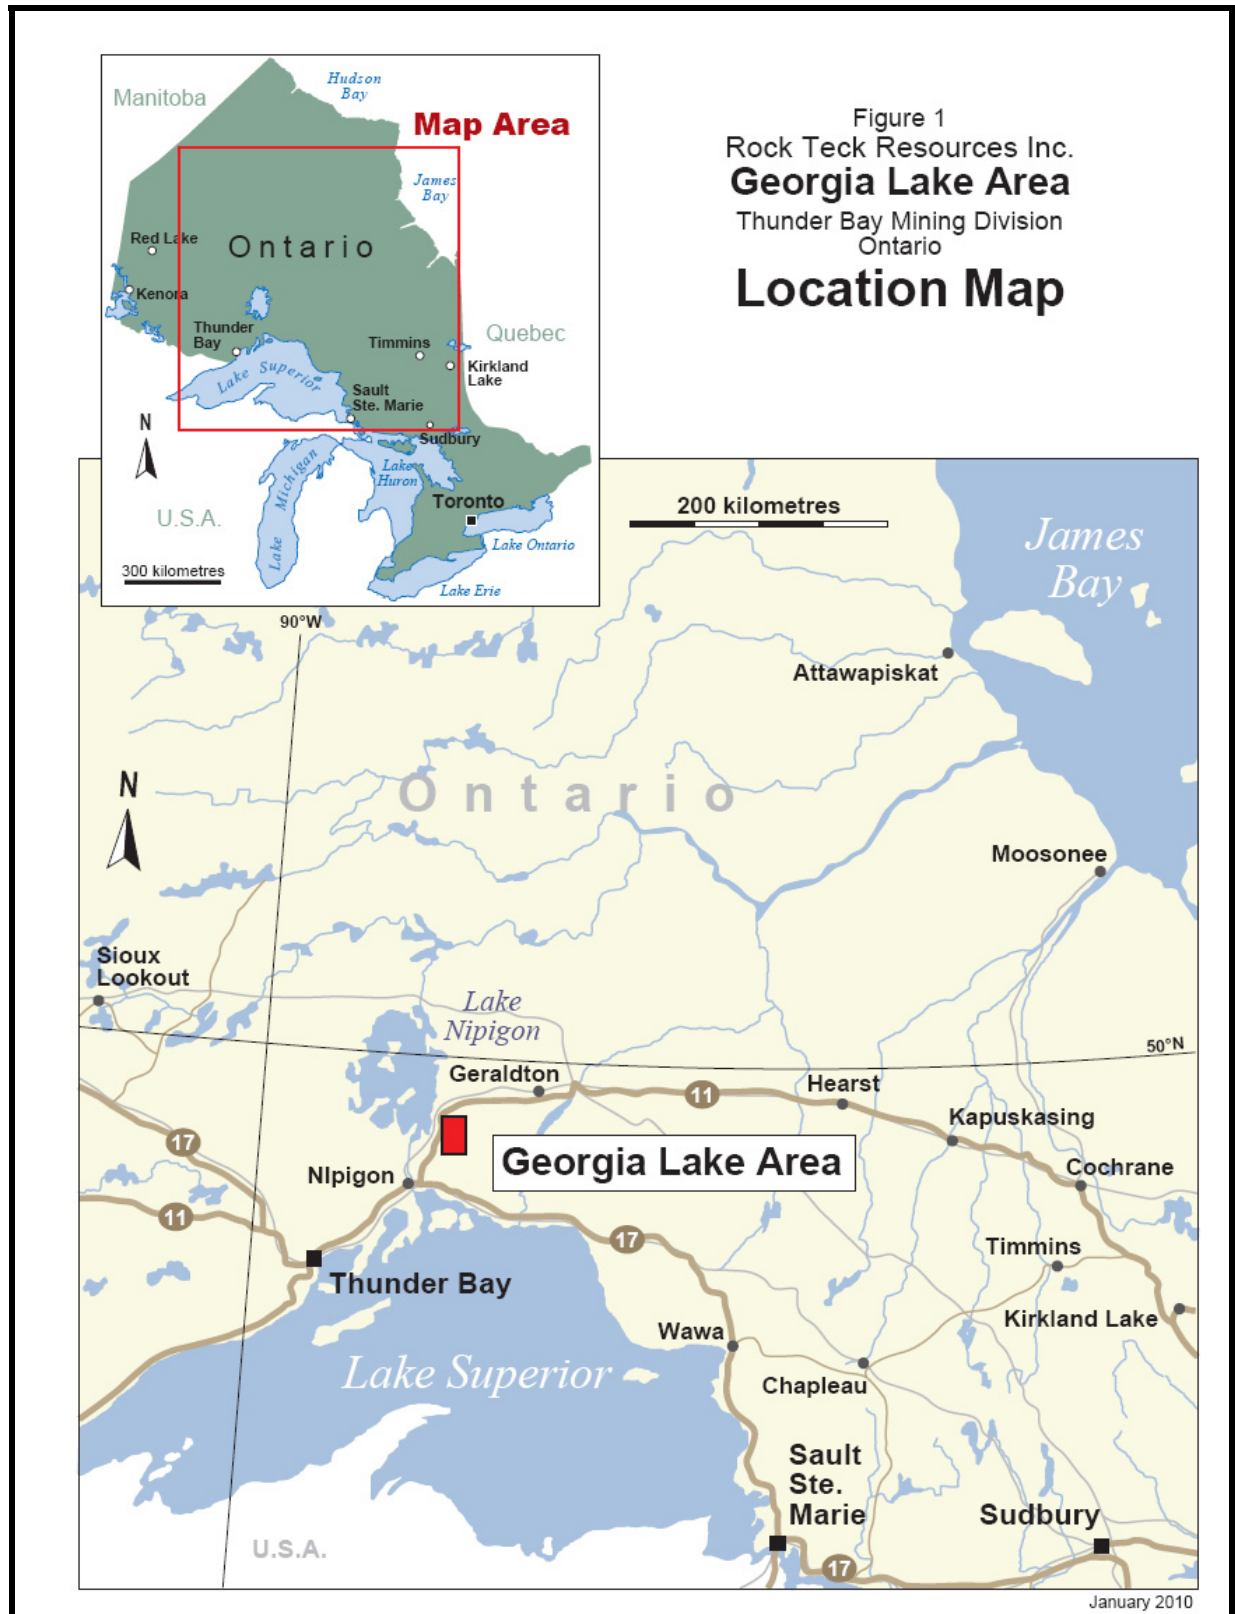 Hudson
Bay
Manitoba
Map Area
James
Bay
Red Lake
Ontario
Kenora
Thunder
Bay
Timmins
Quebec
Kirkland
Lake
Lake Superior
Sault
Ste. Marie
N
Sudbury
Lake Michigan
Lake
Huron
Toronto
U.S.A.
Lake Ontario
300 kilometres
Lake Erie
Figure 1
Rock Teck Resources Inc.
Georgia Lake Area
Thunder Bay Mining Division
Ontario
Location Map
200 kilometres
James
Bay
90°W
Attawapiskat
N
Ontario
Moosonee
Sioux
Lookout
Lake
Nipigon
50°N
Geraldton
11
Hearst
Kapuskasing
17
Georgia Lake Area
Cochrane
NIpigon
11
17
Timmins
Thunder Bay
Kirkland Lake
Wawa
Lake Superior
Chapleau
Sault
Ste.
Marie
Sudbury
U.S.A.
17
January 2010